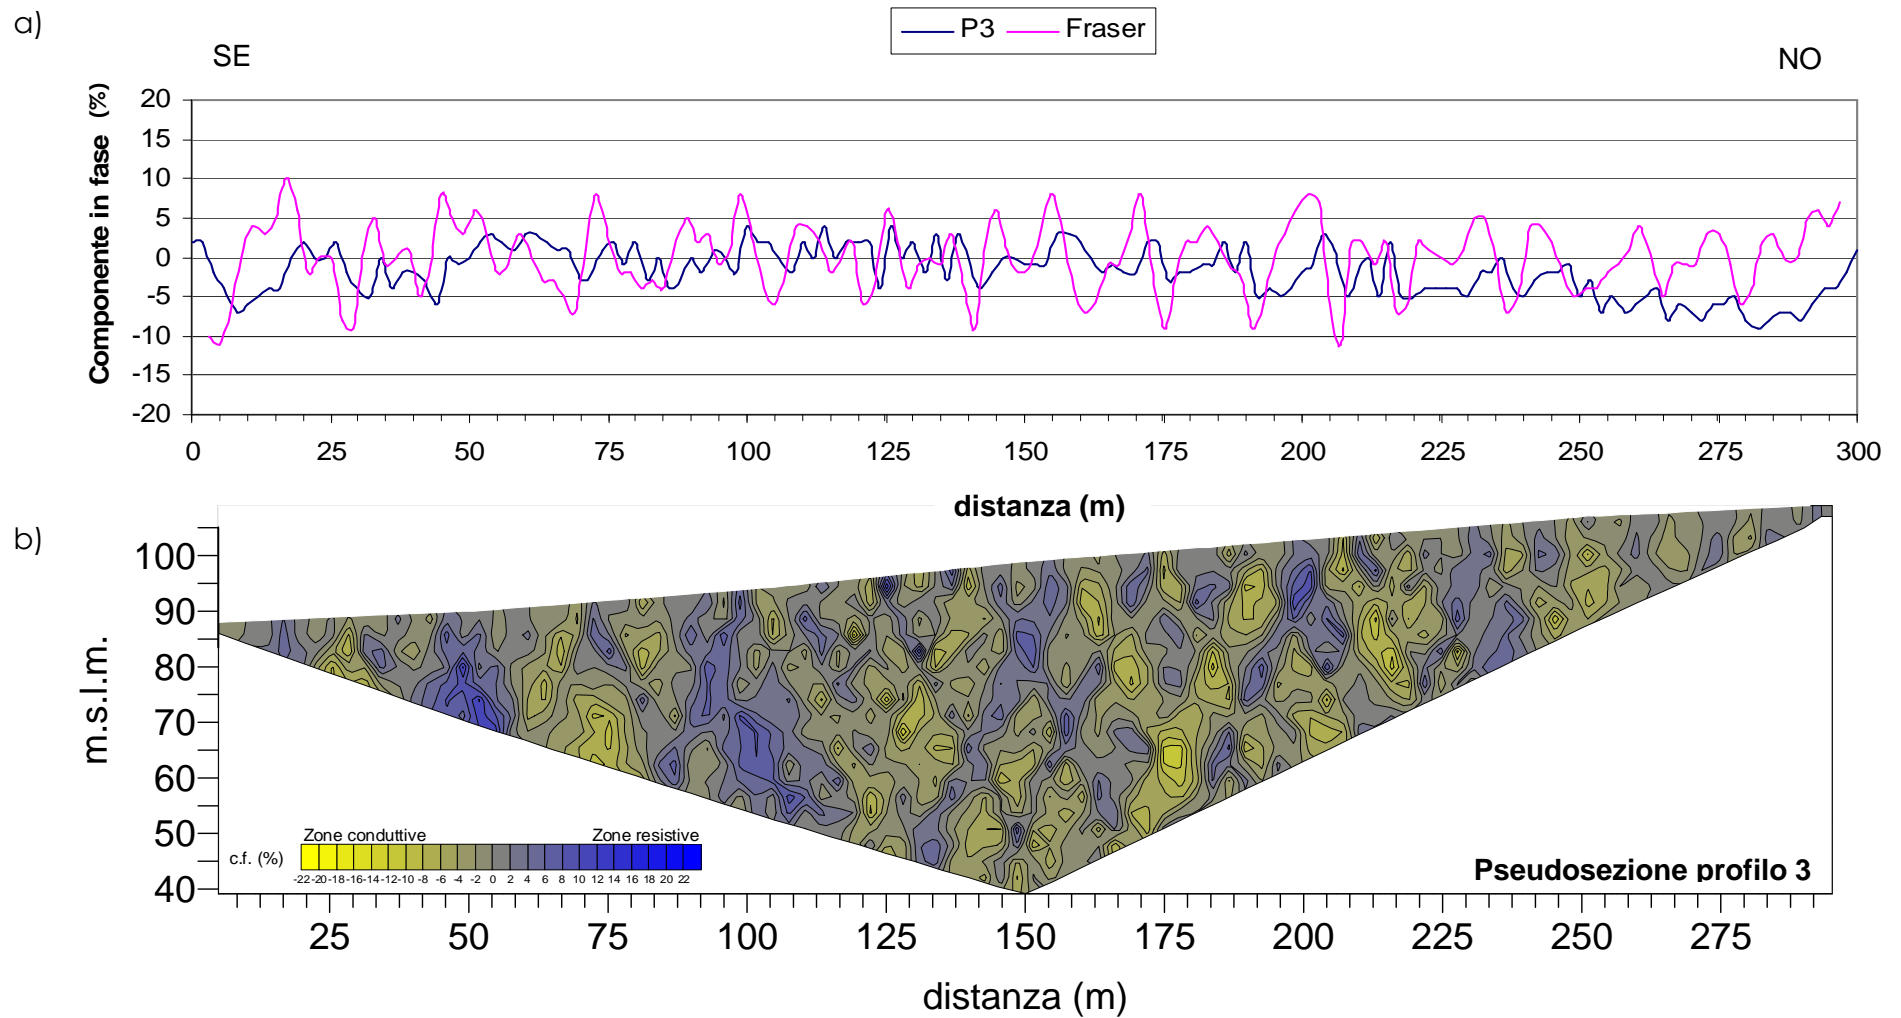 a)
P3 Fraser
SE
NO
Componente in fase (%)
20
15
10
5
0
-5
-10
-15
-20
0 25 50 75 100 125 150 175 200 225 250 275 300
distanza (m)
b)
m.s.l.m.
100
90
80
70
60
50
40
Zone conduttive Zone resistive
c.f. (%)
-22 -20 -18 -16 -14 -12 -10 -8 -6 -4 -2 0 2 4 6 8 10 12 14 16 18 20 22
Pseudosezione profilo 3
25 50 75 100 125 150 175 200 225 250 275
distanza (m)